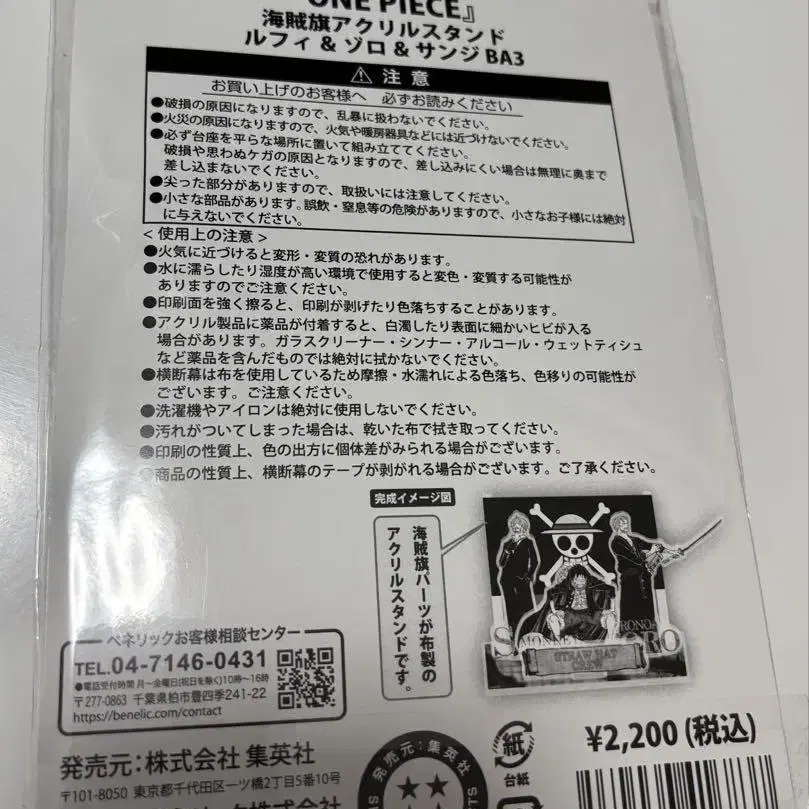 ONE PIECE』
海賊旗アクリルスタンド
ルフィ & ゾロ & サンジ BA3
注意
お買い上げのお客様へ 必ずお読みください
●破損の原因になりますので、乱暴に扱わないでください。
●火災の原因になりますので、火気や暖房器具などには近づけないでください。
●必ず台座を平らな場所に置いて組み立ててください。
破損や思わぬケガの原因となりますので、差し込みにくい場合は無理に奥まで
差し込まないでください。
●尖った部分がありますので、取扱いには注意してください。
●小さな部品があります。誤飲・窒息等の危険がありますので、小さなお子様には絶対
に与えないでください。
<使用上の注意>
●火気に近づけると変形・変質の恐れがあります。
●水に濡らしたり湿度が高い環境で使用すると変色・変質する可能性が
ありますのでご注意ください。
●印刷面を強く擦ると、印刷が剥げたり色落ちすることがあります。
●アクリル製品に薬品が付着すると、白濁したり表面に細かいヒビが入る
場合があります。ガラスクリーナー・シンナー・アルコール・ウェットティシュ
など薬品を含んだものでは絶対に拭かないでください。
●横断幕は布を使用しているため摩擦・水濡れによる色落ち、色移りの可能性が
ございます。ご注意ください。
●洗濯機やアイロンは絶対に使用しないでください。
●汚れがついてしまった場合は、乾いた布で拭き取ってください。
●印刷の性質上、色の出方に個体差がみられる場合がございます。
●商品の性質上、横断幕のテープが剥がれる場合がございます。ご了承ください。
完成イメージ図
海賊旗パーツが布製の
アクリルスタンドです。
S
MONKEY
RONOA
ORO
STRAW HAT
CREW
ベネリックお客様相談センター
TEL.04-7146-0431
●電話受付時間 月～金曜日(祝日を除く)10時～16時
〒277-0863 千葉県柏市豊四季241-22
https://benelic.com/contact
発売元:株式会社 集英社
〒101-8050 東京都千代田区一ツ橋2丁目5番10号
発売元:集英社
紙
台紙
¥2,200 (税込)